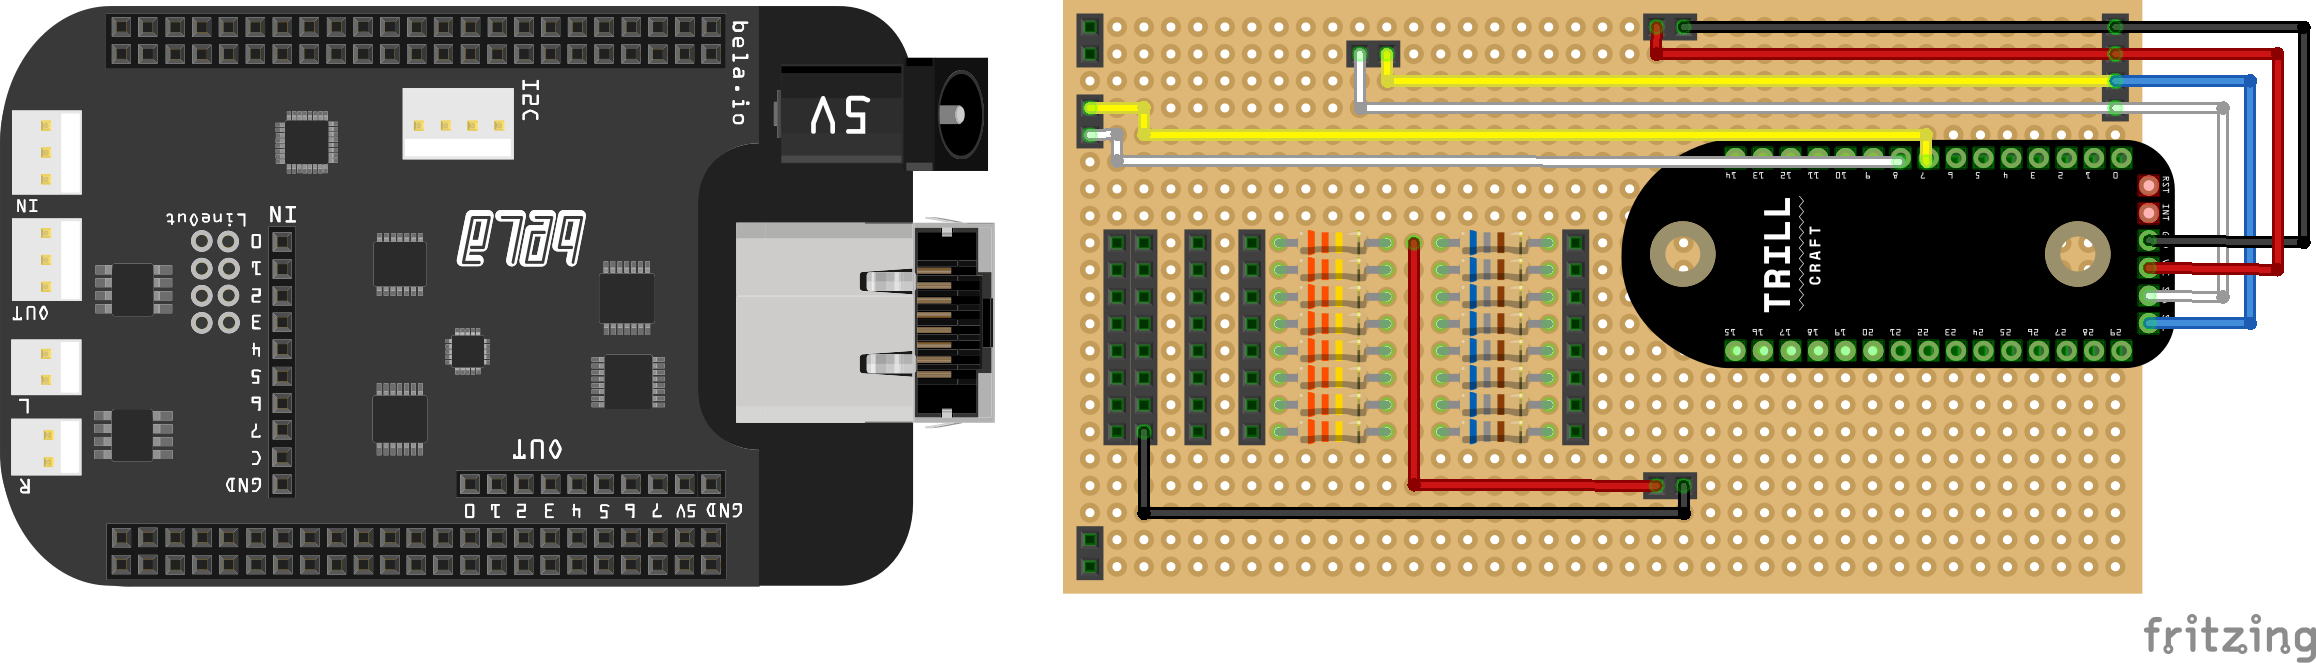 bela.io
I2C
5V
IN
OUT
L
R
LineOut
IN
0
1
2
3
4
5
6
7
C
GND
bela
OUT
0 1 2 3 4 5 6 7 5V GND
14 13 12 11 10 9 8 7 6 5 4 3 2 1 0
RST
INT
TRILL
CRAFT
15 16 17 18 19 20 21 22 23 24 25 26 27 28 29
fritzing